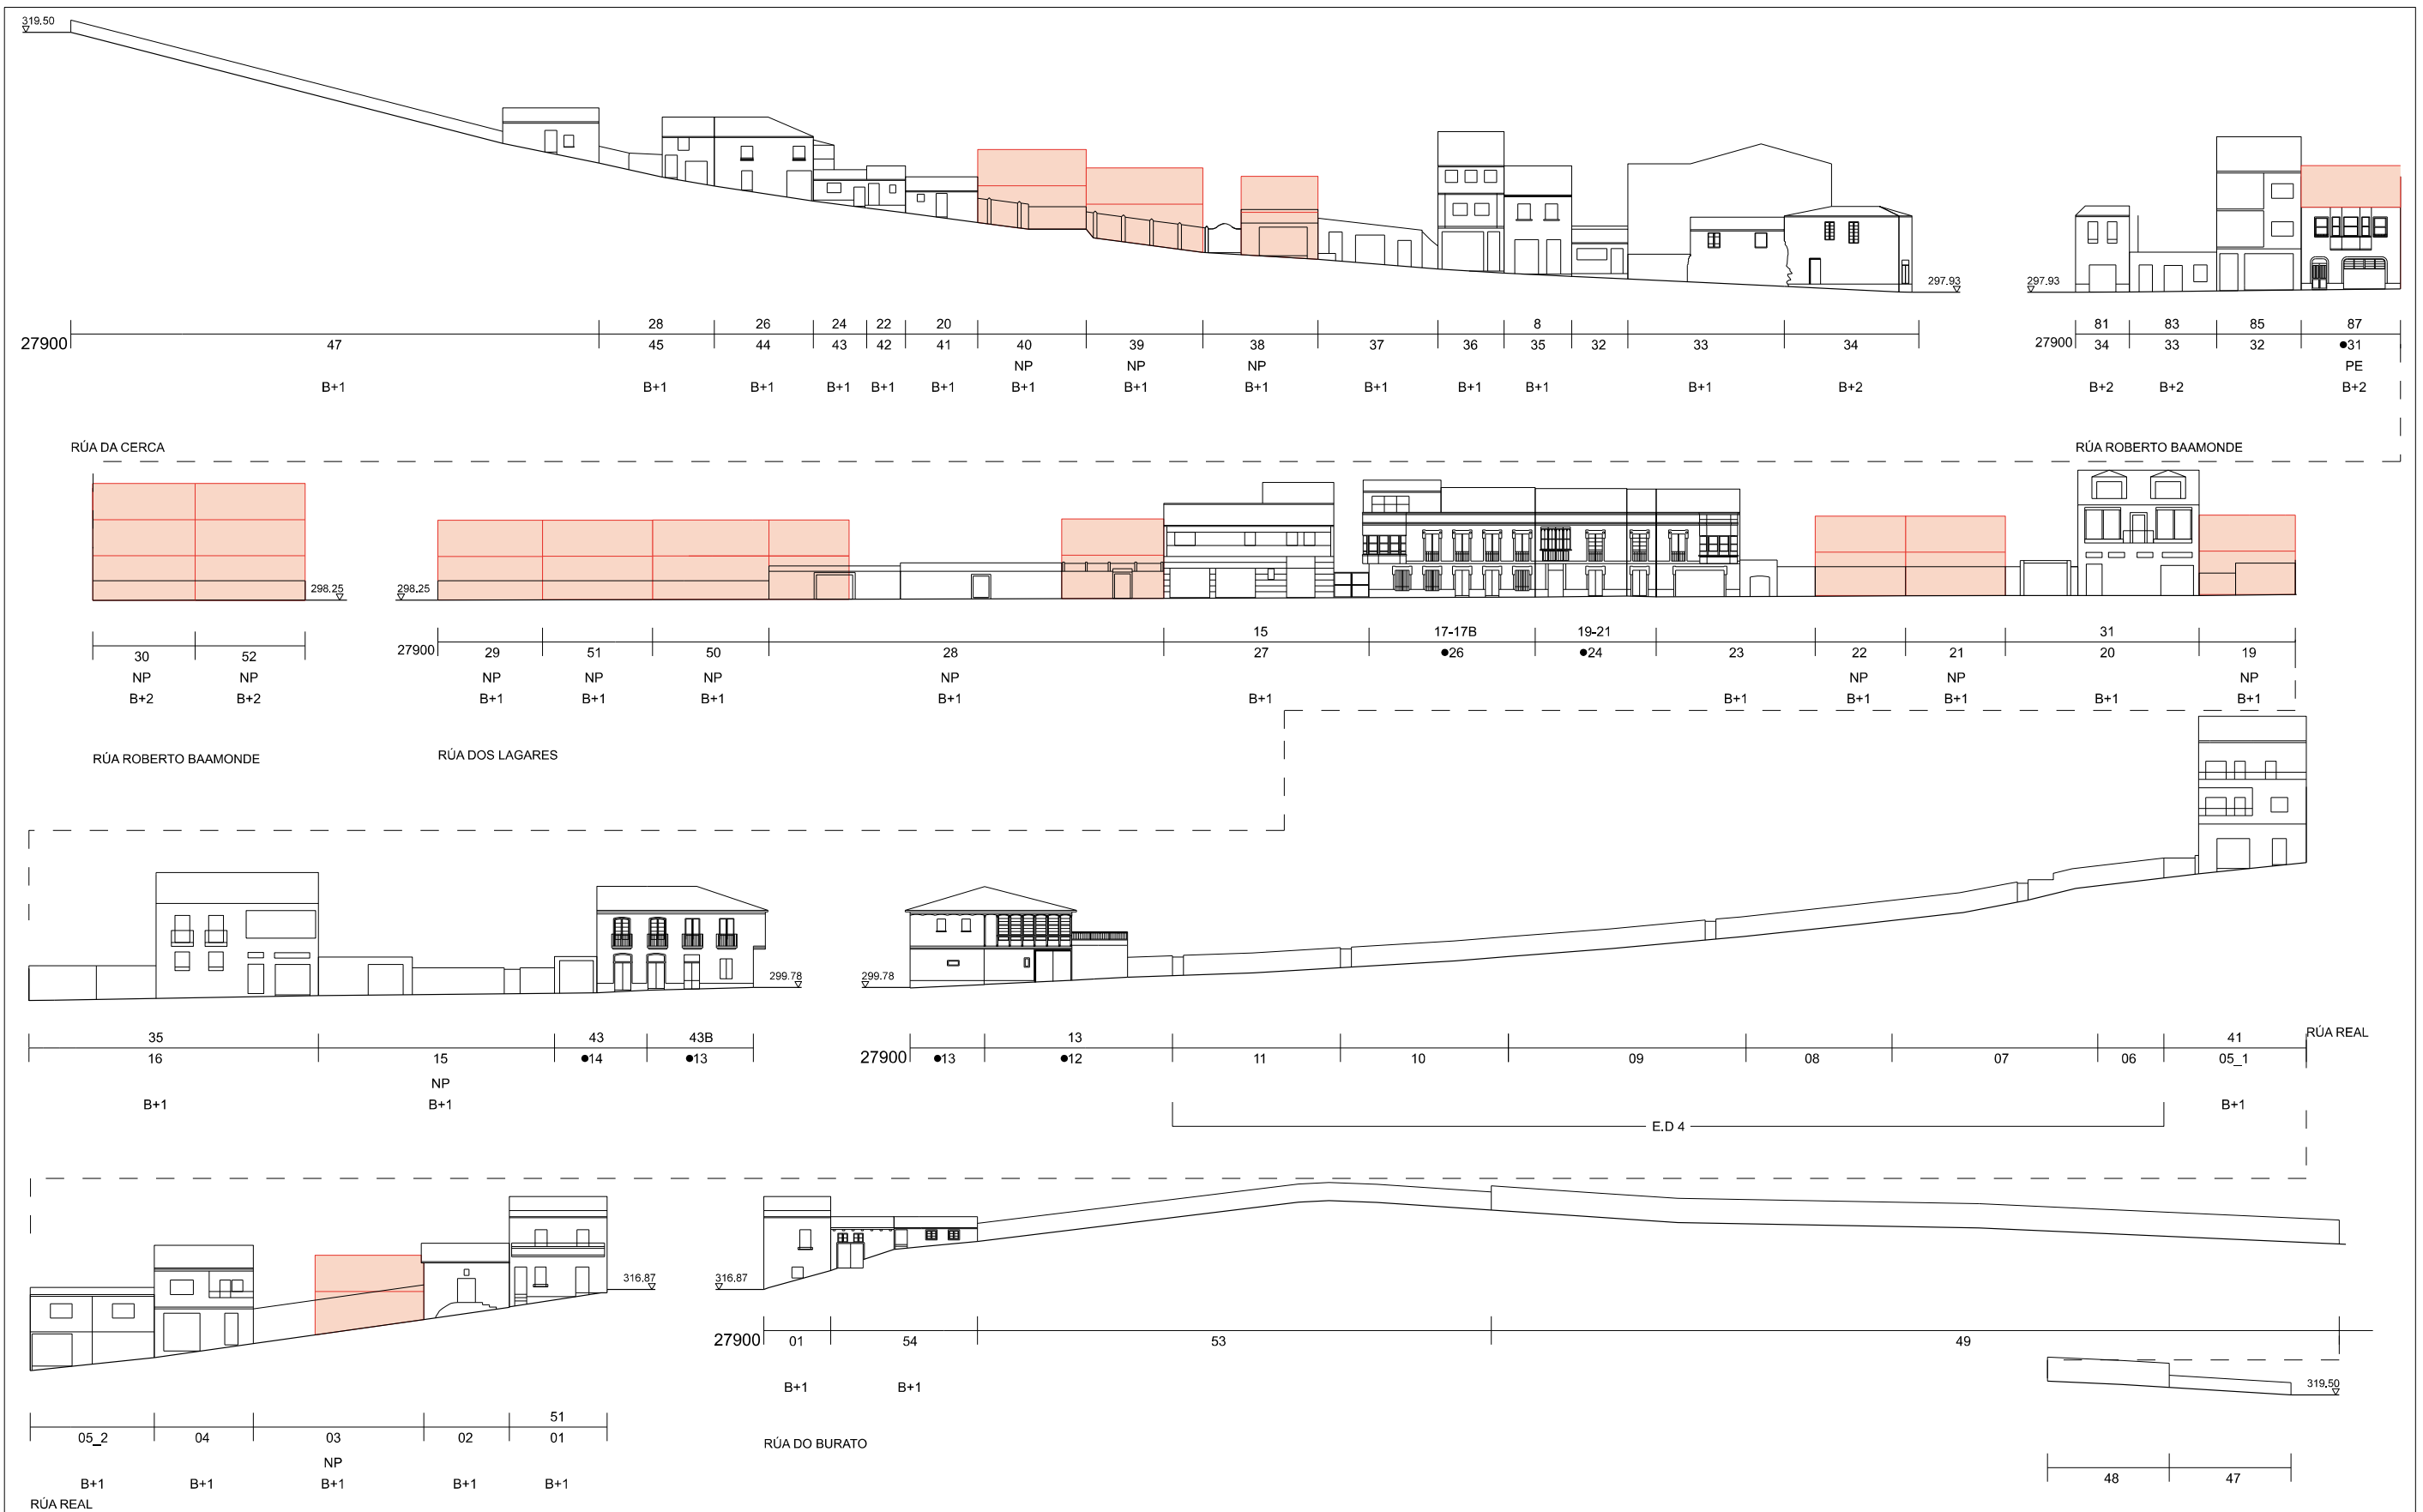 319.50
297.93 297.93
28 26 24 22 20 8 81 83 85 87
27900 47 45 44 43 42 41 40 39 38 37 36 35 32 33 34 27900 34 33 32 ●31
NP NP NP PE
B+1 B+1 B+1 B+1 B+1 B+1 B+1 B+1 B+1 B+1 B+1 B+1 B+1 B+2 B+2 B+2 B+2
RÚA DA CERCA RÚA ROBERTO BAAMONDE
298.25 298.25
15 17-17B 19-21 31
30 52 27900 29 51 50 28 27 ●26 ●24 23 22 21 20 19
NP NP NP NP NP NP NP NP NP
B+2 B+2 B+1 B+1 B+1 B+1 B+1 B+1 B+1 B+1 B+1 B+1
RÚA ROBERTO BAAMONDE RÚA DOS LAGARES
299.78 299.78
35 43 43B 13 41 RÚA REAL
16 15 ●14 ●13 27900 ●13 ●12 11 10 09 08 07 06 05_1
NP
B+1 B+1 B+1
E.D 4
316.87 316.87
27900 01 54 53 49
B+1 B+1
319.50
51
05_2 04 03 02 01
RÚA DO BURATO
NP
48 47
B+1 B+1 B+1 B+1 B+1
RÚA REAL